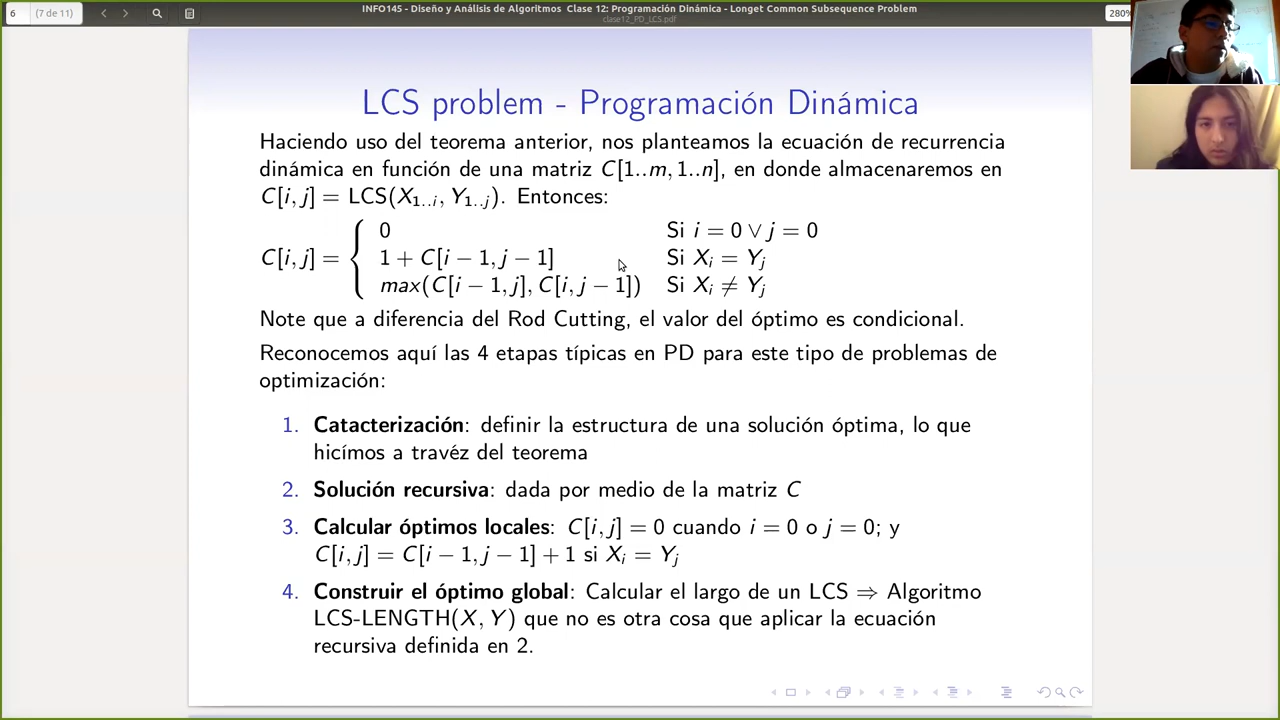 6 (7 de 11)
INFO145 - Diseño y Análisis de Algoritmos Clase 12: Programación Dinámica - Longet Common Subsequence Problem
clase12_PD_LCS.pdf
280%
LCS problem - Programación Dinámica
Haciendo uso del teorema anterior, nos planteamos la ecuación de recurrencia
dinámica en función de una matriz C[1..m, 1..n], en donde almacenaremos en
C[i, j] = LCS(X₁..ᵢ, Y₁..ⱼ). Entonces:
0 Si i = 0 ∨ j = 0
C[i, j] = { 1 + C[i − 1, j − 1] Si Xᵢ = Yⱼ
max(C[i − 1, j], C[i, j − 1]) Si Xᵢ ≠ Yⱼ
Note que a diferencia del Rod Cutting, el valor del óptimo es condicional.
Reconocemos aquí las 4 etapas típicas en PD para este tipo de problemas de
optimización:
1. Catacterización: definir la estructura de una solución óptima, lo que
hicímos a travéz del teorema
2. Solución recursiva: dada por medio de la matriz C
3. Calcular óptimos locales: C[i, j] = 0 cuando i = 0 o j = 0; y
C[i, j] = C[i − 1, j − 1] + 1 si Xᵢ = Yⱼ
4. Construir el óptimo global: Calcular el largo de un LCS ⇒ Algoritmo
LCS-LENGTH(X, Y) que no es otra cosa que aplicar la ecuación
recursiva definida en 2.